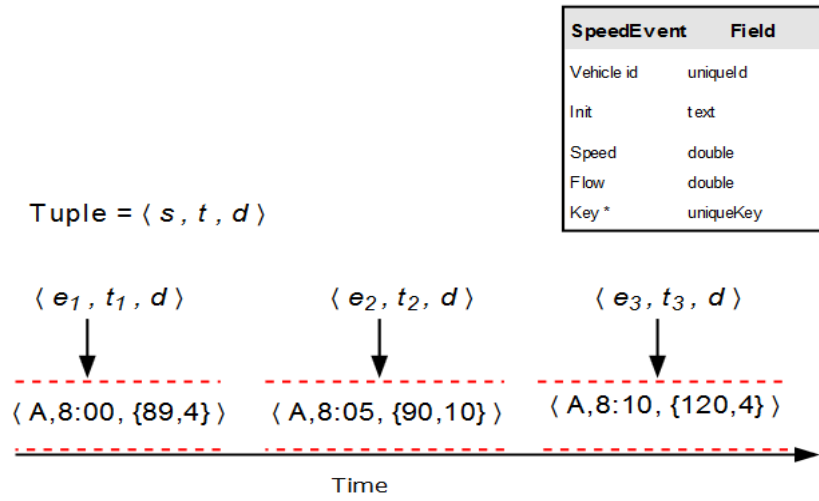 SpeedEvent Field
Vehicle id uniqueId
Init text
Speed double
Flow double
Key * uniqueKey
Tuple = ⟨ s , t , d ⟩
⟨ e1 , t1 , d ⟩ ⟨ e2 , t2, d ⟩ ⟨ e3, t3, d ⟩
⟨ A,8:00, {89,4} ⟩ ⟨ A,8:05, {90,10} ⟩ ⟨ A,8:10, {120,4} ⟩
Time